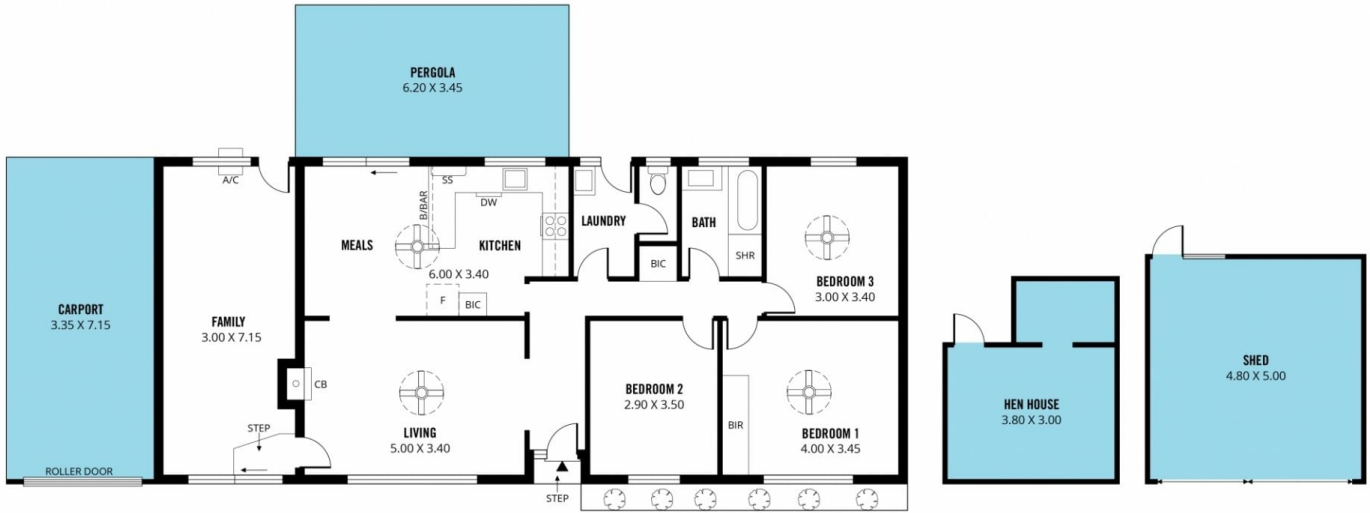 PERGOLA
6.20 X 3.45
A/C
SS
DW
B/BAR
MEALS
KITCHEN
6.00 X 3.40
F
BIC
LAUNDRY
BIC
BATH
SHR
BEDROOM 3
3.00 X 3.40
CARPORT
3.35 X 7.15
ROLLER DOOR
FAMILY
3.00 X 7.15
STEP
CB
LIVING
5.00 X 3.40
STEP
BEDROOM 2
2.90 X 3.50
BIR
BEDROOM 1
4.00 X 3.45
HEN HOUSE
3.80 X 3.00
SHED
4.80 X 5.00